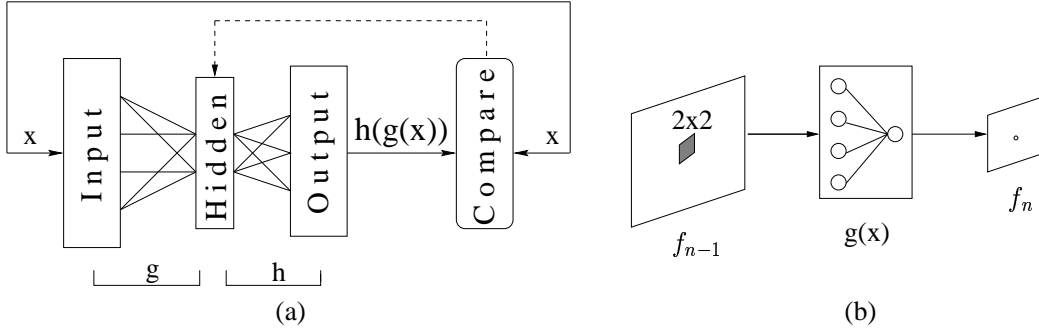 x
Input
Hidden
Output
h(g(x))
Compare
x
g
h
(a)
2x2
f_{n-1}
g(x)
f_n
(b)